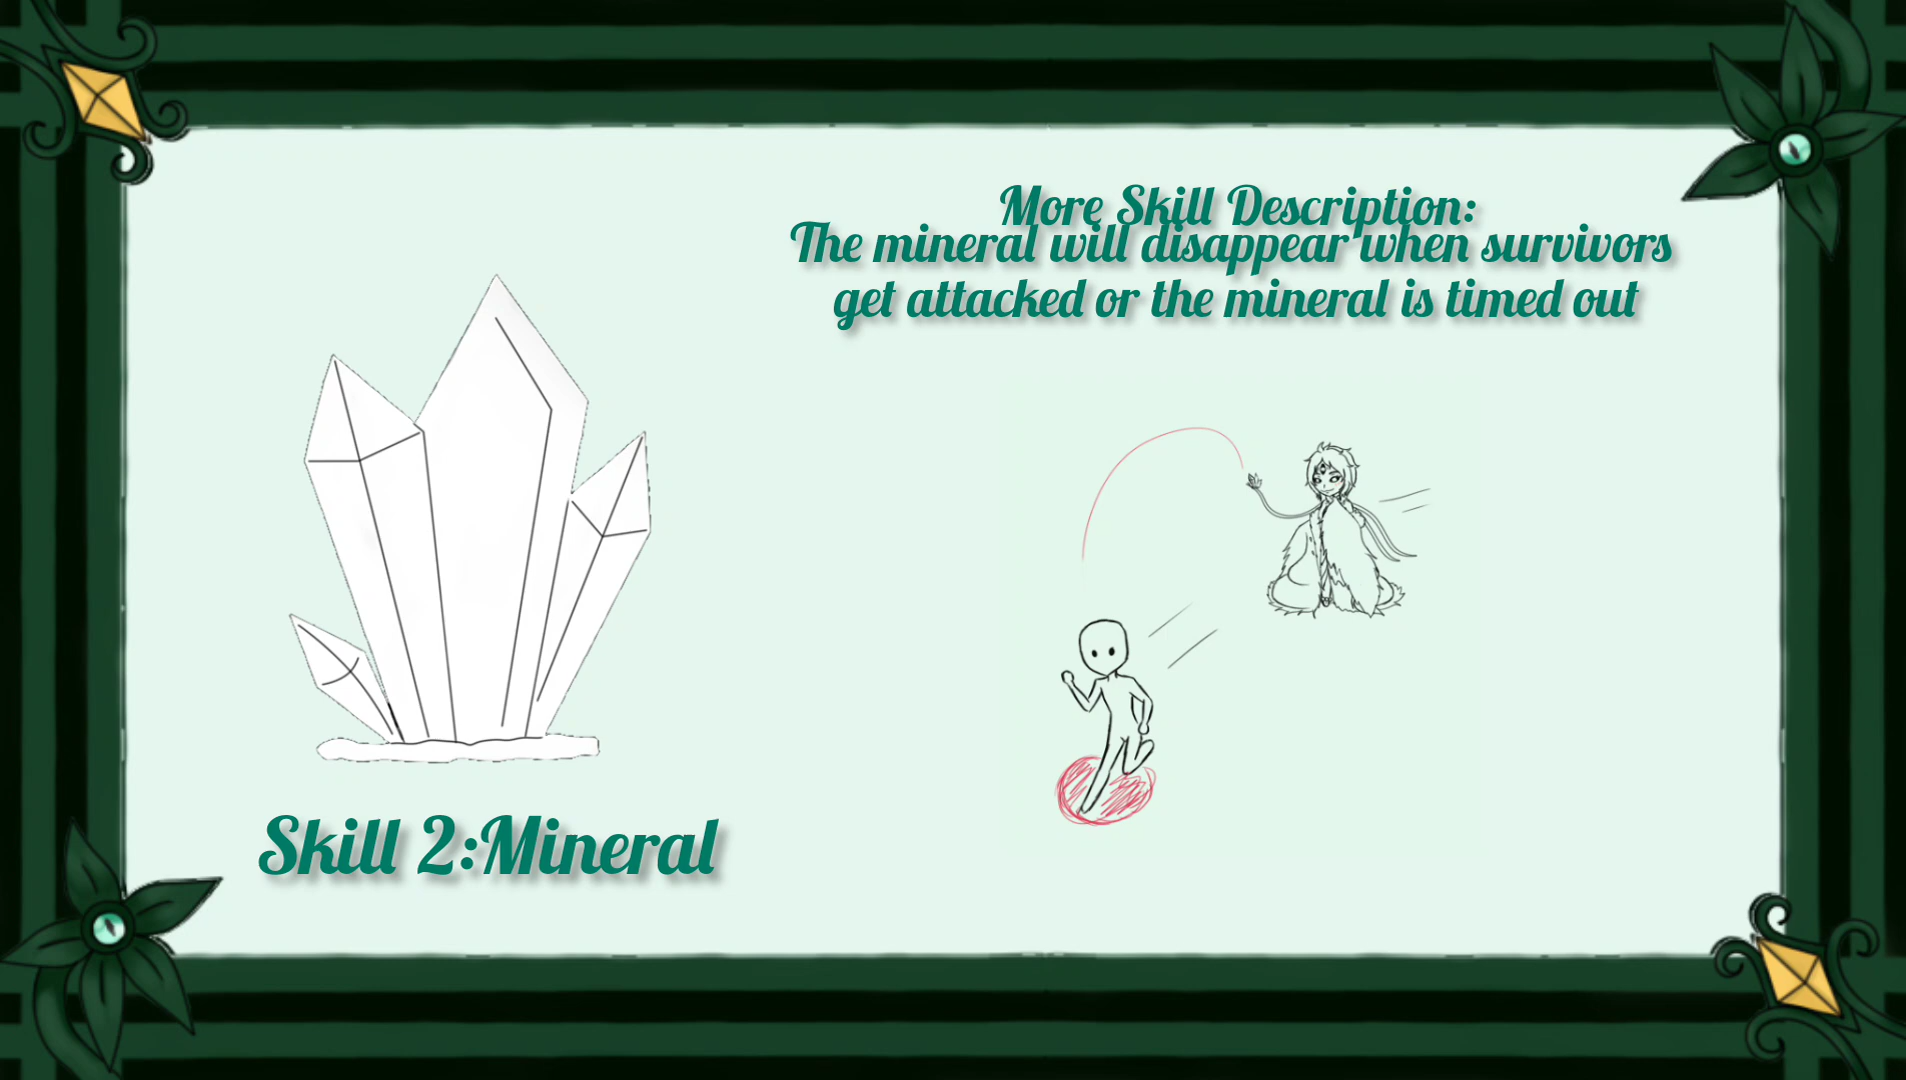 More Skill Description:
The mineral will disappear when survivors
get attacked or the mineral is timed out
Skill 2:Mineral